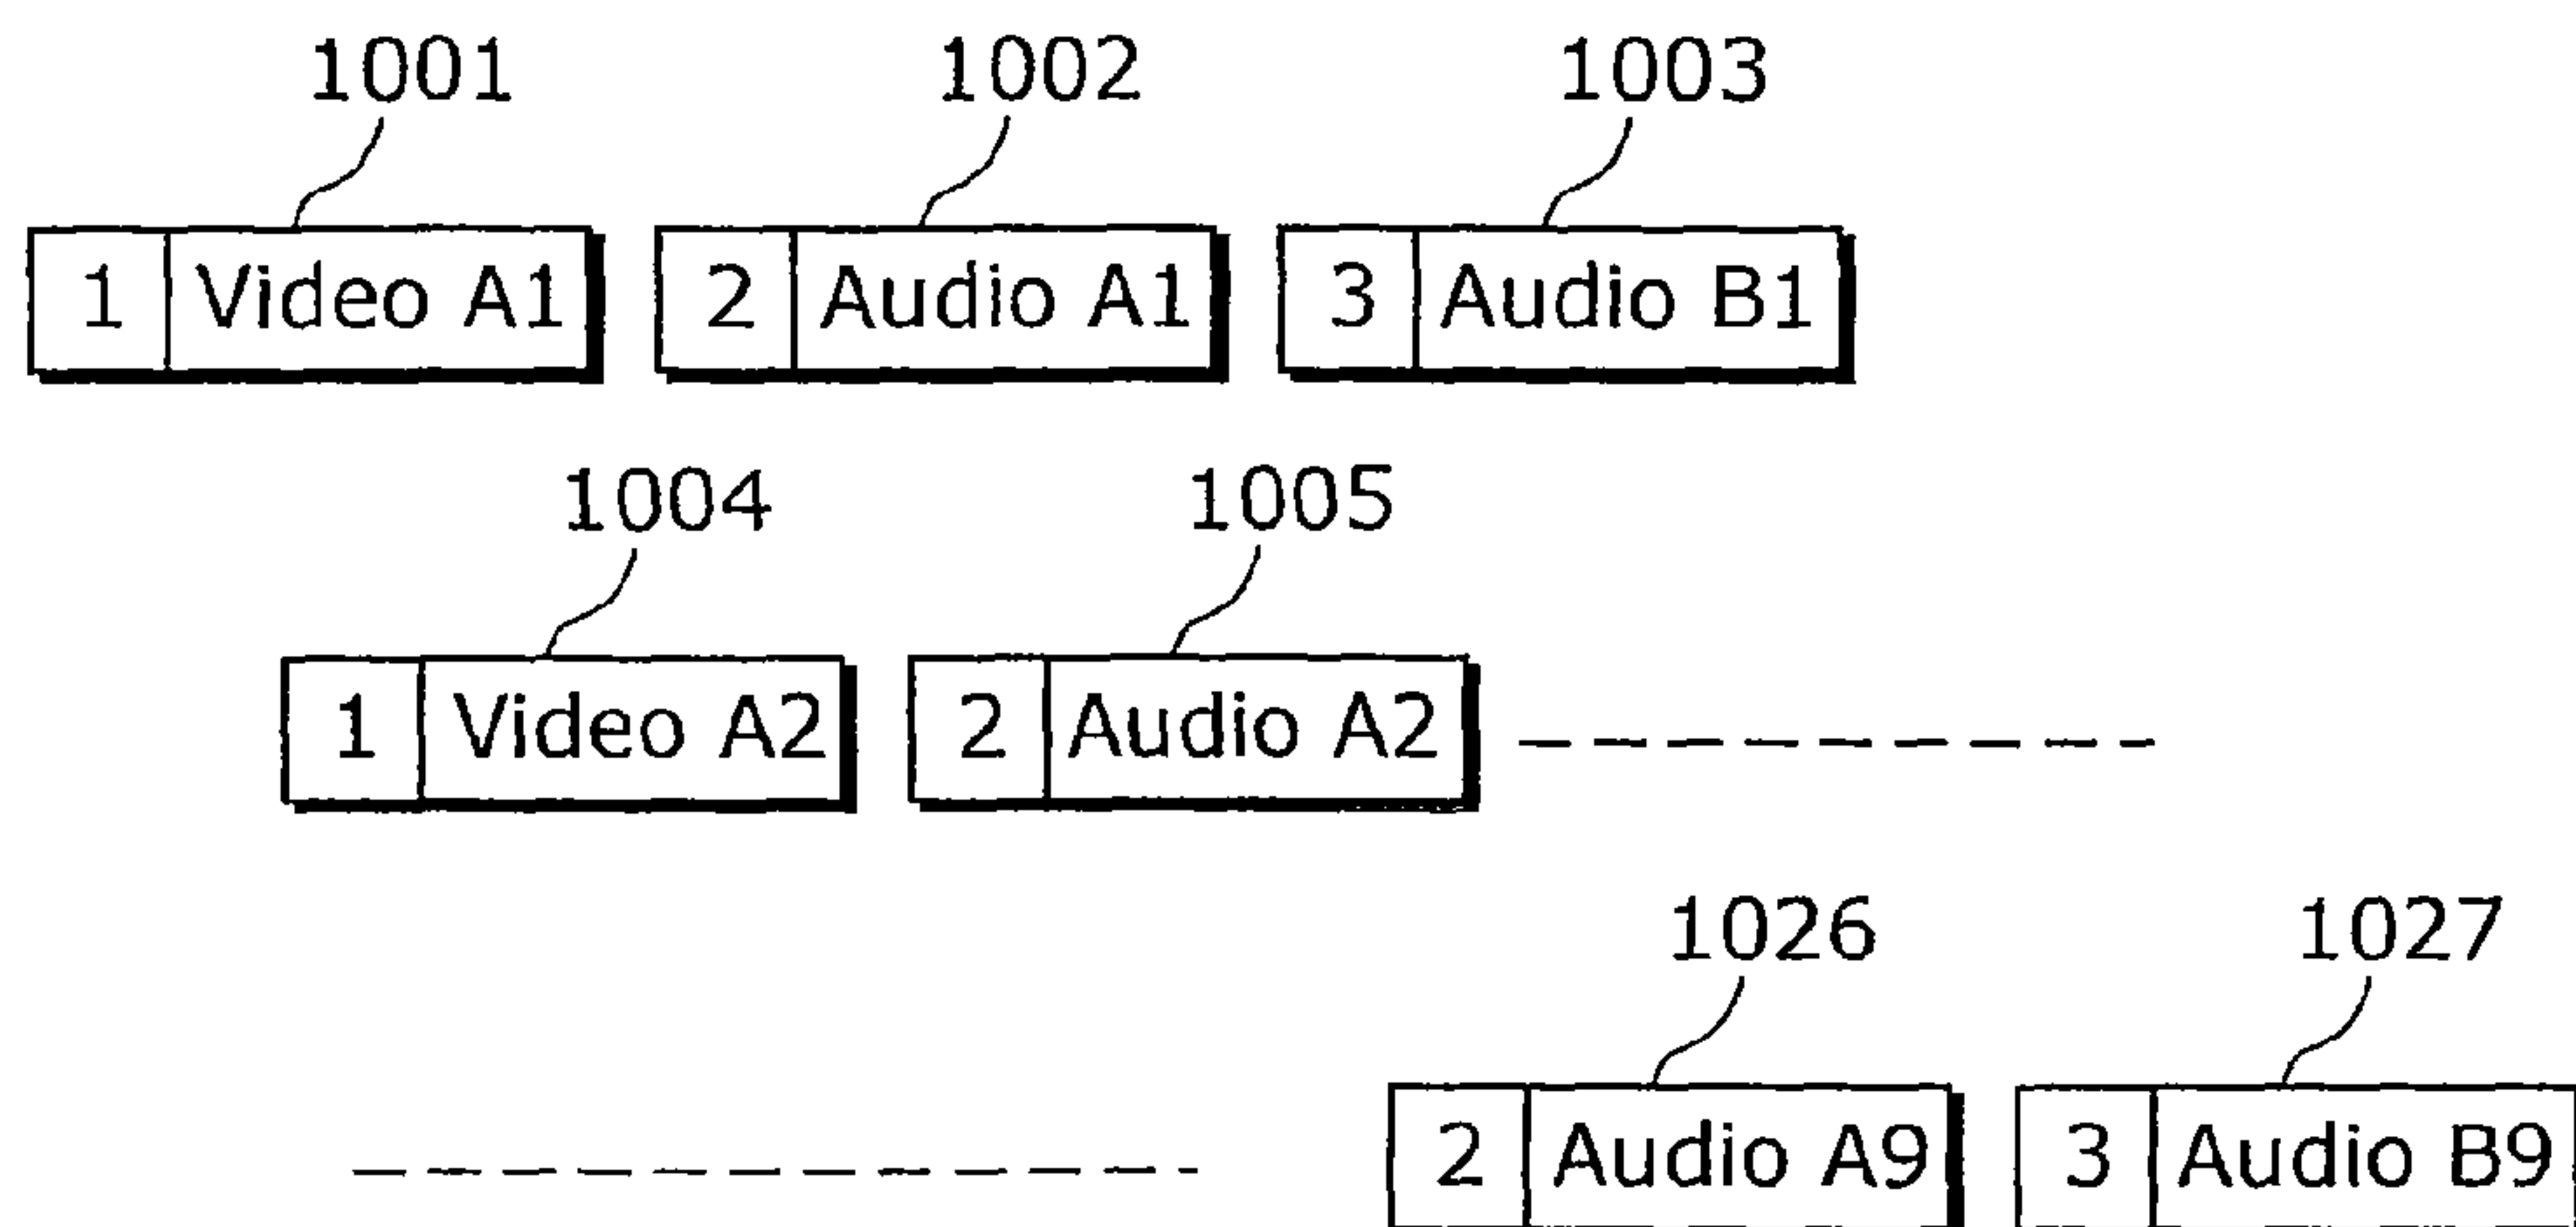 1001 1002 1003
1 Video A1 2 Audio A1 3 Audio B1
1004 1005
1 Video A2 2 Audio A2
1026 1027
2 Audio A9 3 Audio B9